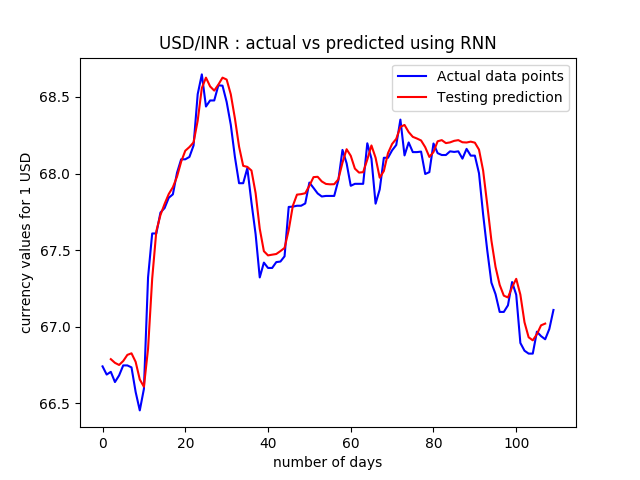 USD/INR : actual vs predicted using RNN
Actual data points
Testing prediction
currency values for 1 USD
68.5
68.0
67.5
67.0
66.5
0 20 40 60 80 100
number of days